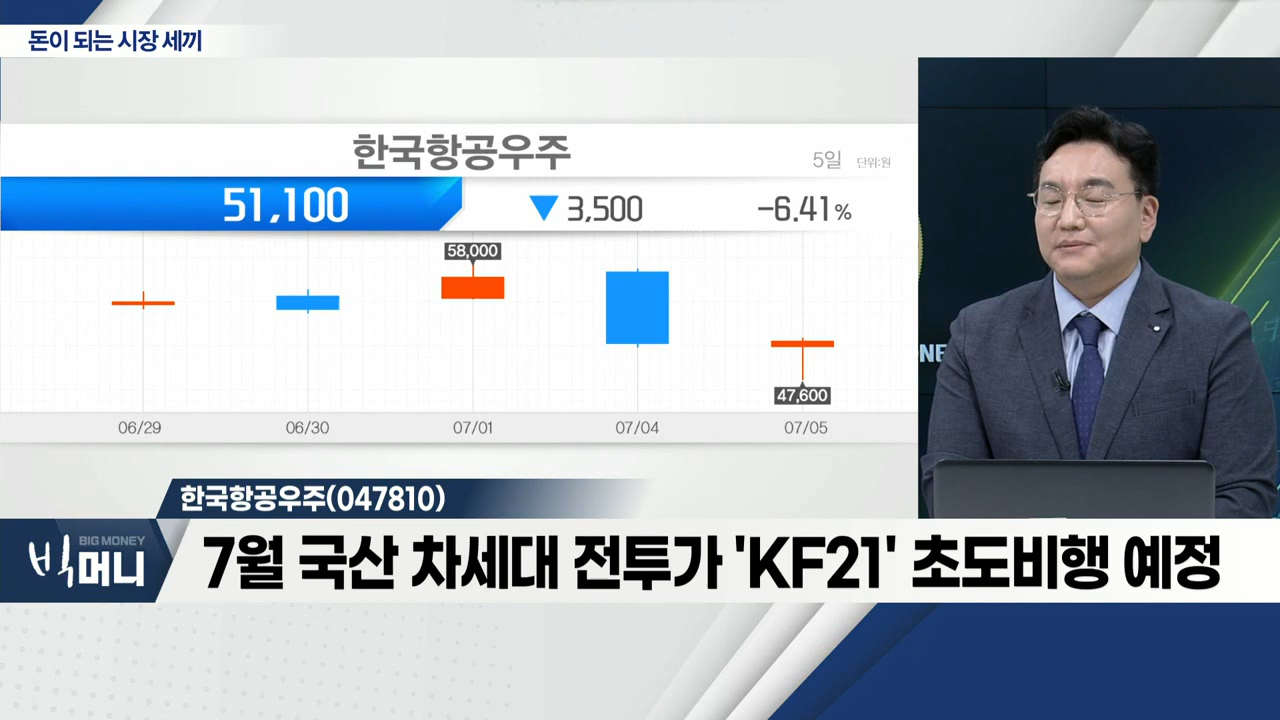 돈이 되는 시장 세끼
한국항공우주
5일 단위:원
51,100 ▼ 3,500 -6.41%
58,000
47,600
06/29 06/30 07/01 07/04 07/05
NE
한국항공우주(047810)
BIG MONEY
빅머니
7월 국산 차세대 전투가 'KF21' 초도비행 예정